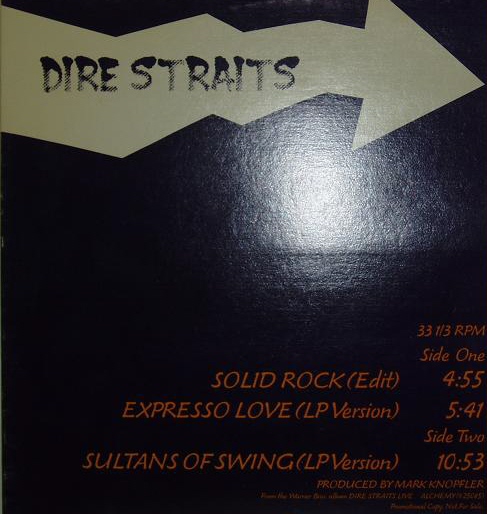 DIRE STRAITS
33 1/3 RPM
Side One
SOLID ROCK (Edit) 4:55
EXPRESSO LOVE (LP Version) 5:41
Side Two
SULTANS OF SWING (LP Version) 10:53
PRODUCED BY MARK KNOPFLER
From the Warner Bros. album DIRE STRAITS LIVE ALCHEMY
Promotional Copy. Not For Sale.